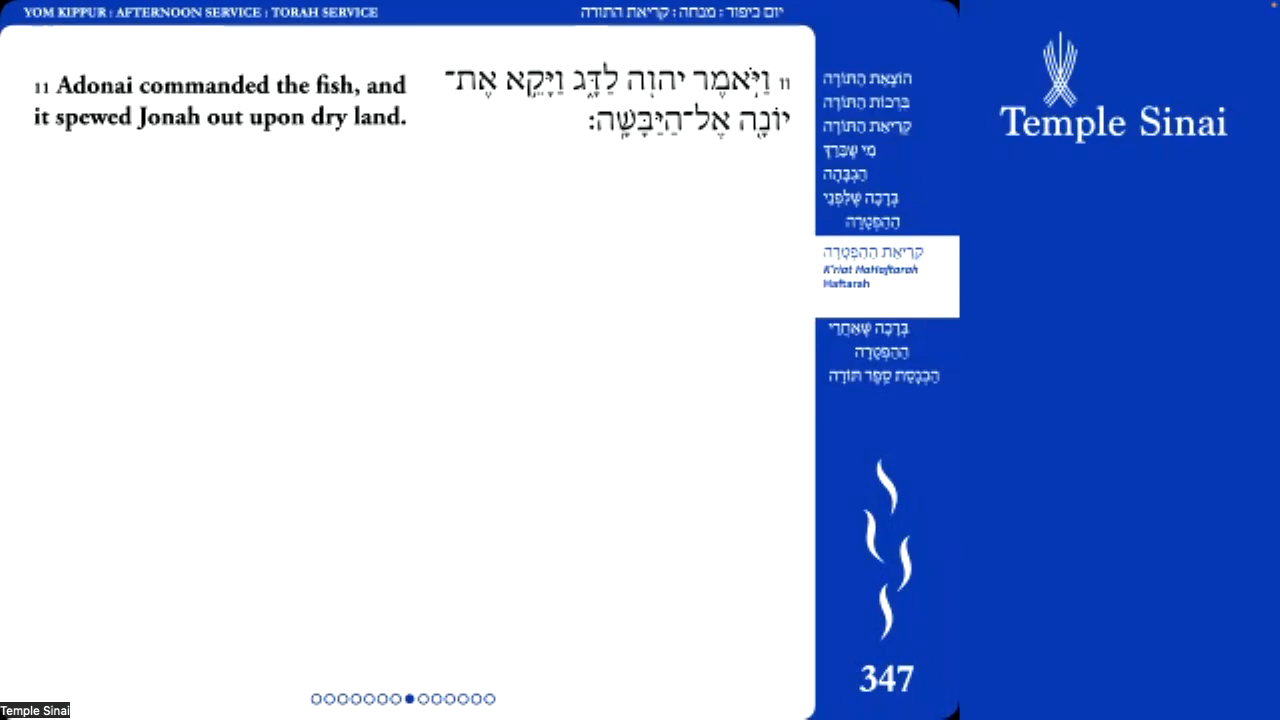 YOM KIPPUR : AFTERNOON SERVICE : TORAH SERVICE
יום כיפור : מנחה : קריאת התורה
11 Adonai commanded the fish, and
it spewed Jonah out upon dry land.
11 וַיֹּ֥אמֶר יְהוָ֖ה לַדָּ֑ג וַיָּקֵ֥א אֶת־
יוֹנָ֖ה אֶל־הַיַּבָּשָֽׁה׃
הוֹצָאַת הַתּוֹרָה
בִּרְכוֹת הַתּוֹרָה
קְרִיאַת הַתּוֹרָה
מִי שֶׁבֵּרַךְ
הַגְבָּהָה
בְּרָכָה שֶׁלִּפְנֵי
הַהַפְטָרָה
קְרִיאַת הַהַפְטָרָה
K'riat HaHaftarah
Haftarah
בְּרָכָה שֶׁאַחֲרֵי
הַהַפְטָרָה
הַכְנָסַת סֵפֶר תּוֹרָה
347
Temple Sinai
Temple Sinai